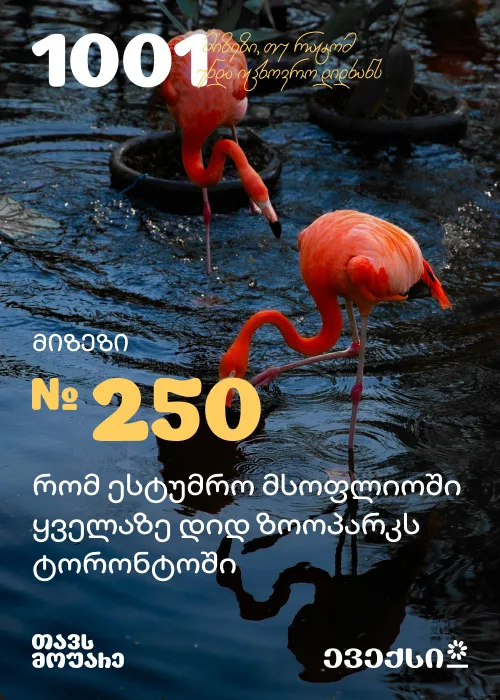 1001 მიზეზი, თუ რატომ
უნდა იცხოვრო დიდხანს
მიზეზი
№ 250
რომ ესტუმრო მსოფლიოში
ყველაზე დიდ ზოოპარკს
ტორონტოში
თავს
მოუარე
ევექსი